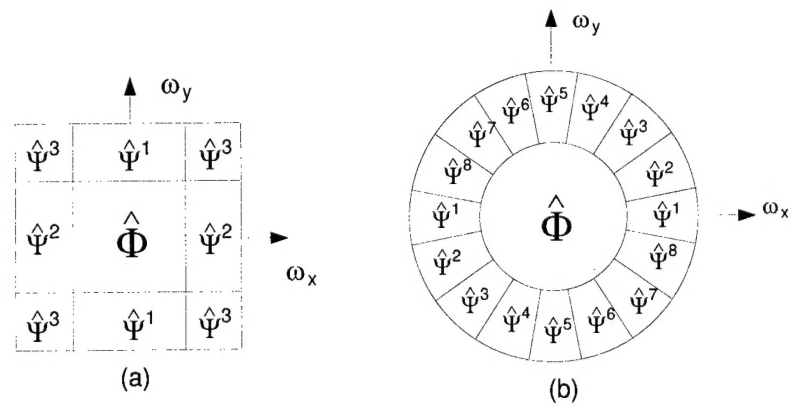 ω_y
Ψ̂³ Ψ̂¹ Ψ̂³
Ψ̂² Φ̂ Ψ̂²
ω_x
Ψ̂³ Ψ̂¹ Ψ̂³
(a)
ω_y
Ψ̂⁵
Ψ̂⁶ Ψ̂⁴
Ψ̂⁷ Ψ̂³
Ψ̂⁸ Ψ̂²
Ψ̂¹ Φ̂ Ψ̂¹
ω_x
Ψ̂² Ψ̂⁸
Ψ̂³ Ψ̂⁷
Ψ̂⁴ Ψ̂⁶
Ψ̂⁵
(b)